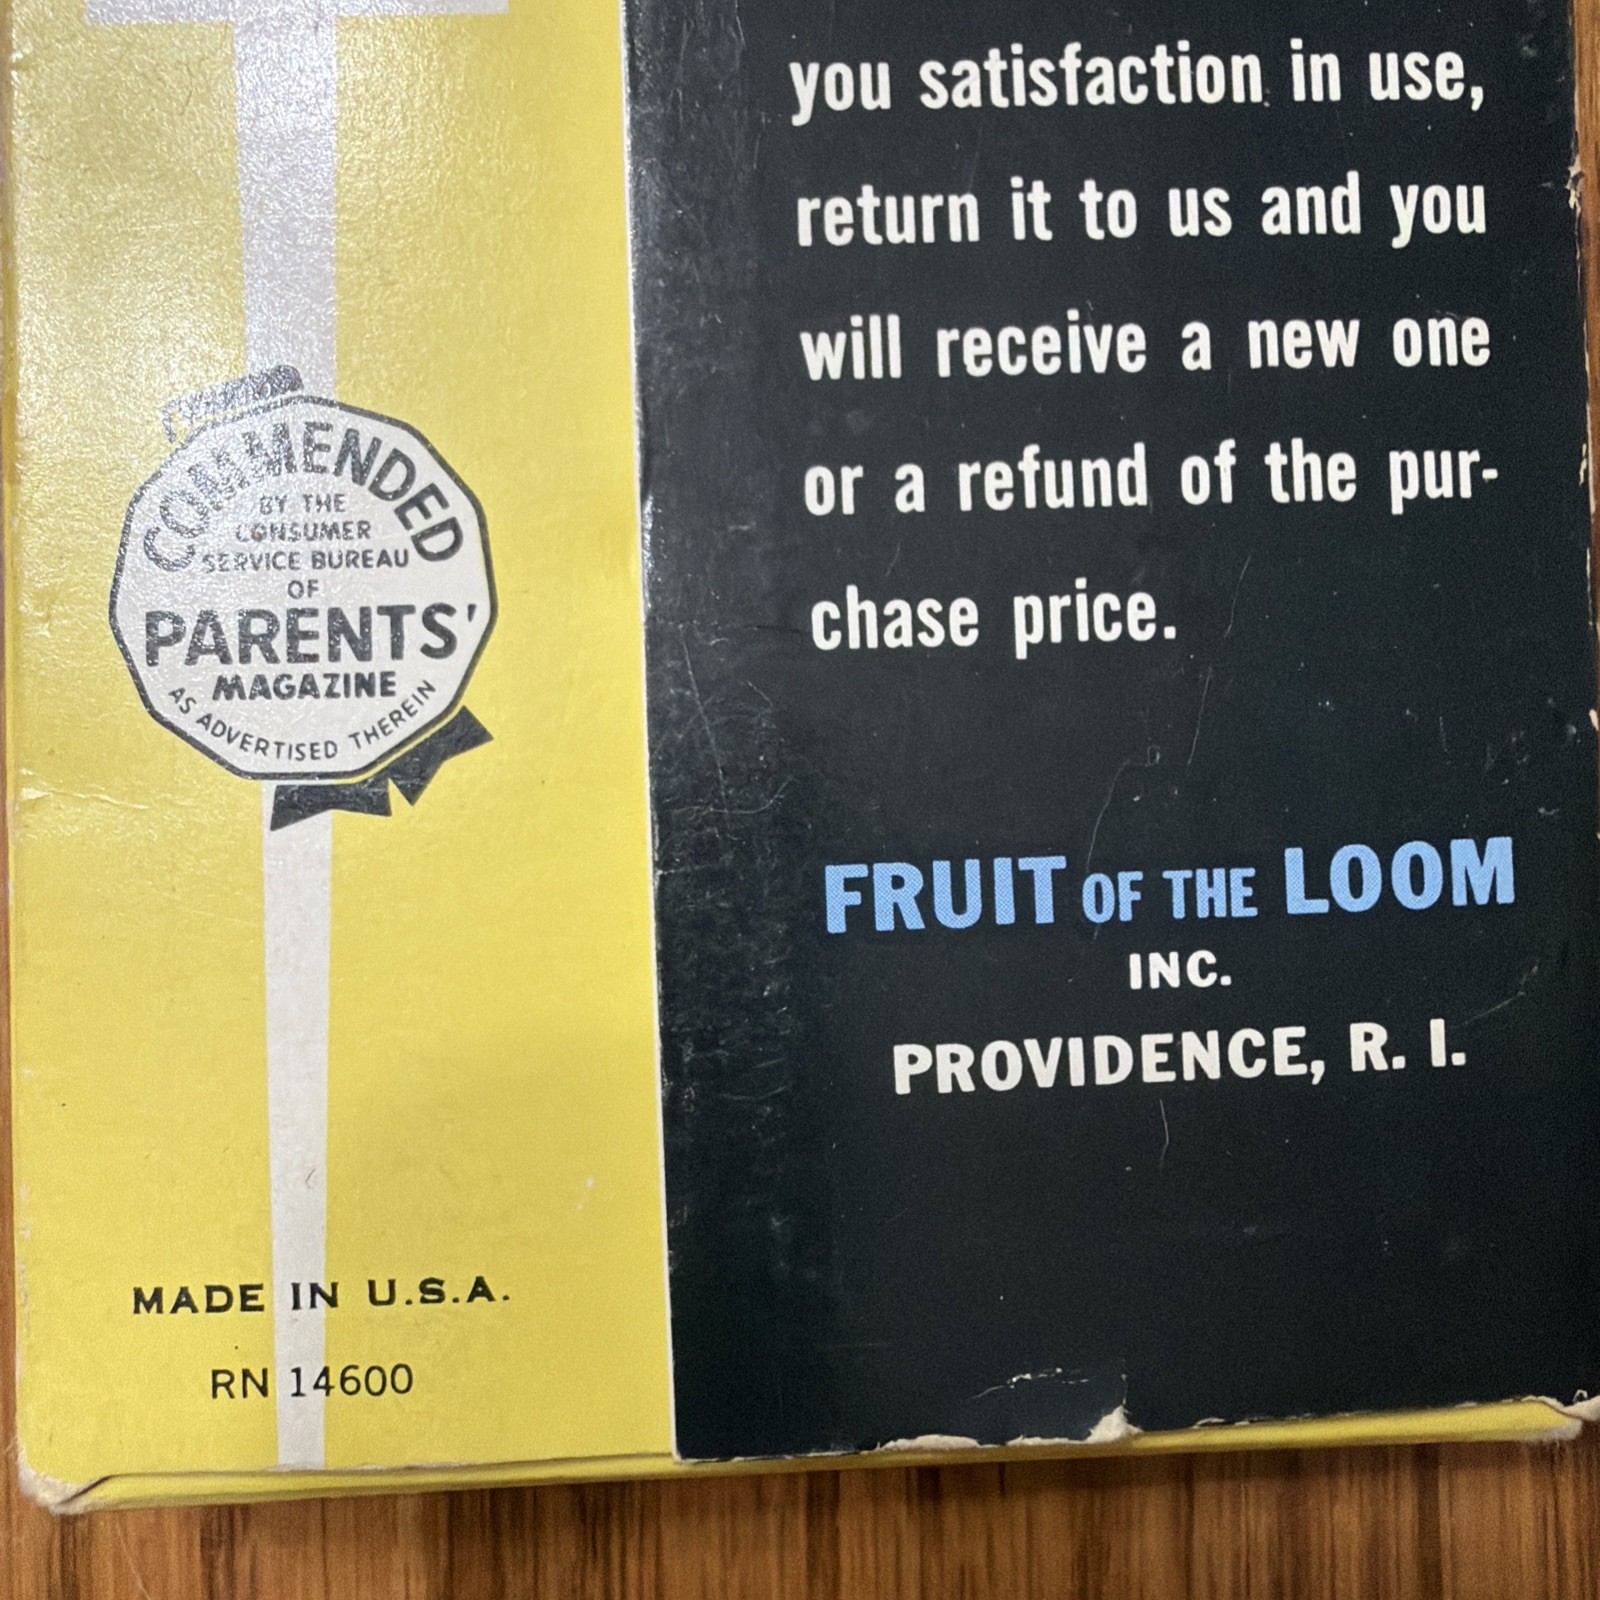 you satisfaction in use,
return it to us and you
will receive a new one
or a refund of the pur-
chase price.
FRUIT OF THE LOOM
INC.
PROVIDENCE, R. I.
COMMENDED
BY THE
CONSUMER
SERVICE BUREAU
OF
PARENTS'
MAGAZINE
AS ADVERTISED THEREIN
MADE IN U.S.A.
RN 14600